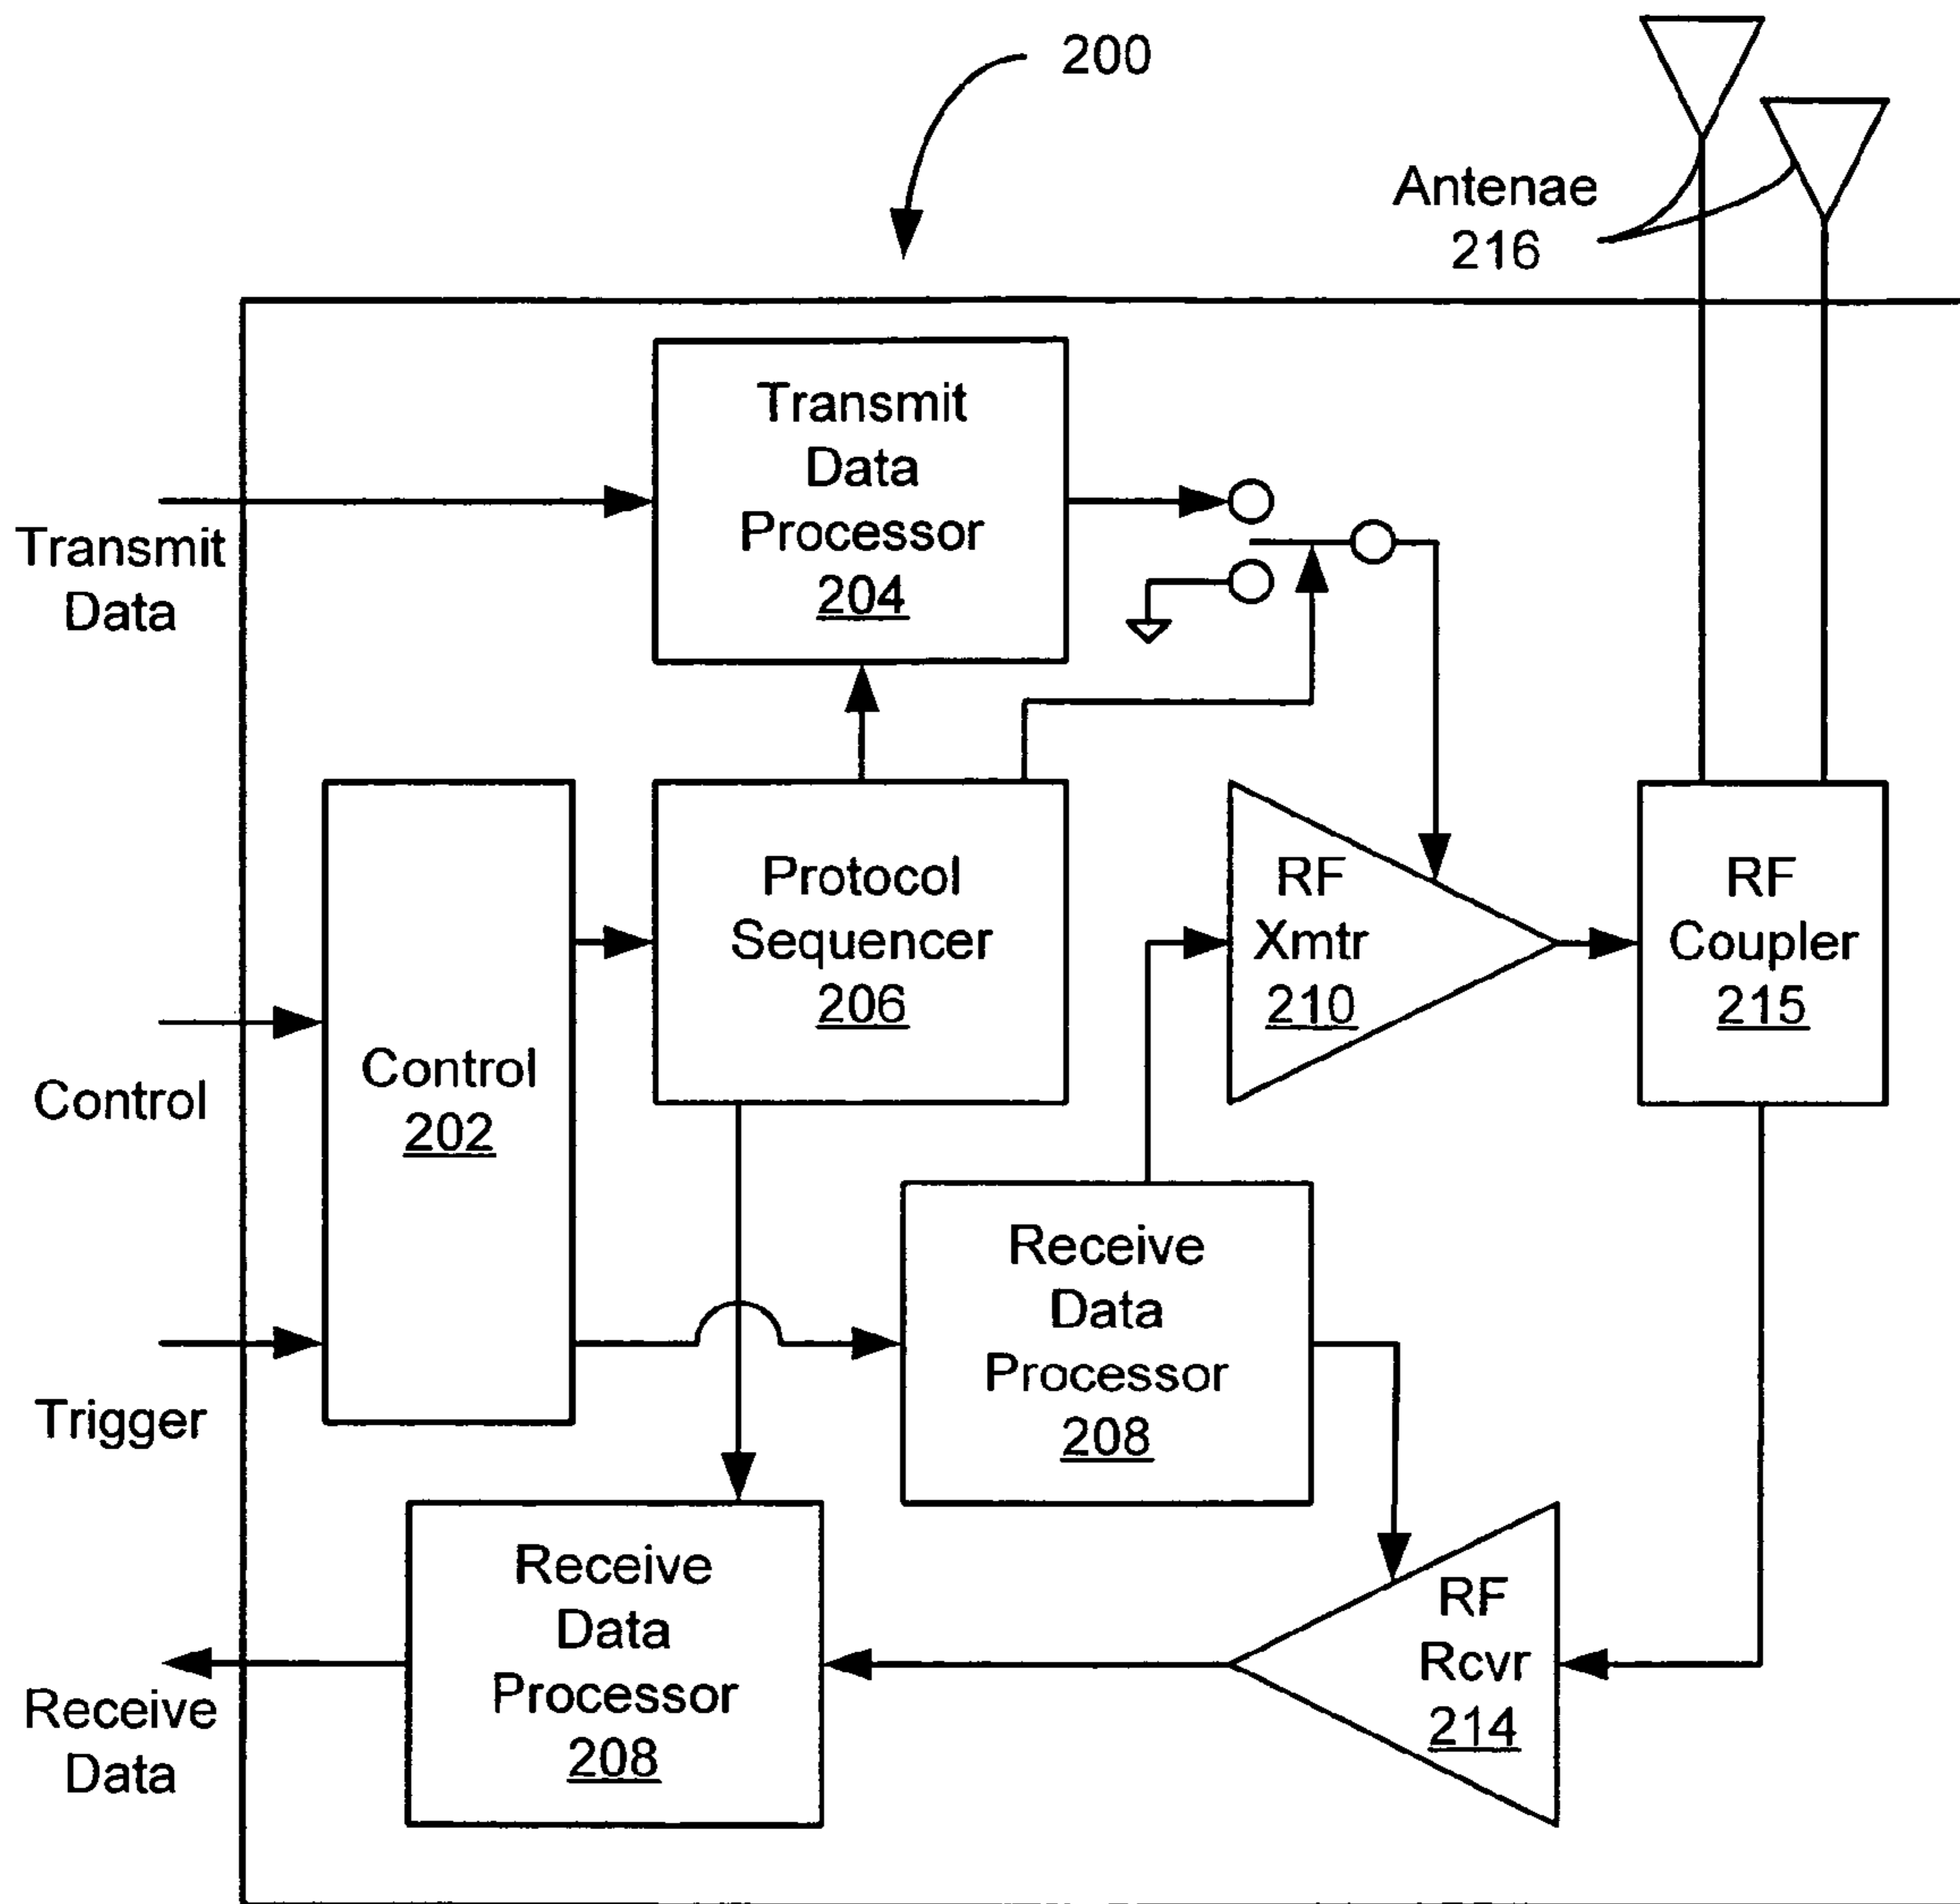 200
Antenae
216
Transmit
Data
Processor
204
Transmit
Data
Protocol
Sequencer
206
RF
Xmtr
210
RF
Coupler
215
Control
202
Control
Receive
Data
Processor
208
Trigger
Receive
Data
Processor
208
RF
Rcvr
214
Receive
Data